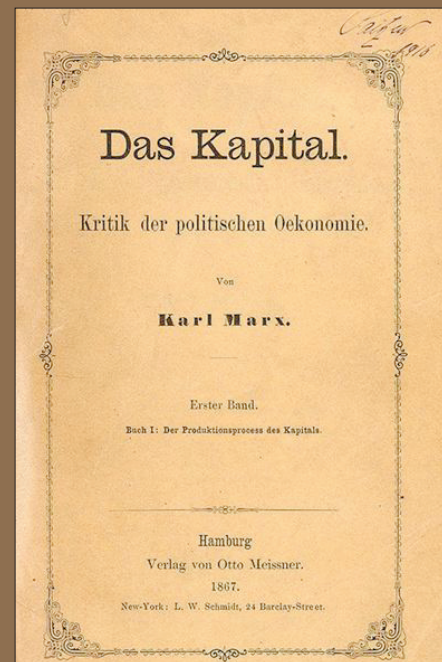 1916
Das Kapital.
Kritik der politischen Oekonomie.
Von
Karl Marx.
Erster Band.
Buch I: Der Produktionsprocess des Kapitals.
Hamburg
Verlag von Otto Meissner.
1867.
New-York: L. W. Schmidt, 24 Barclay-Street.